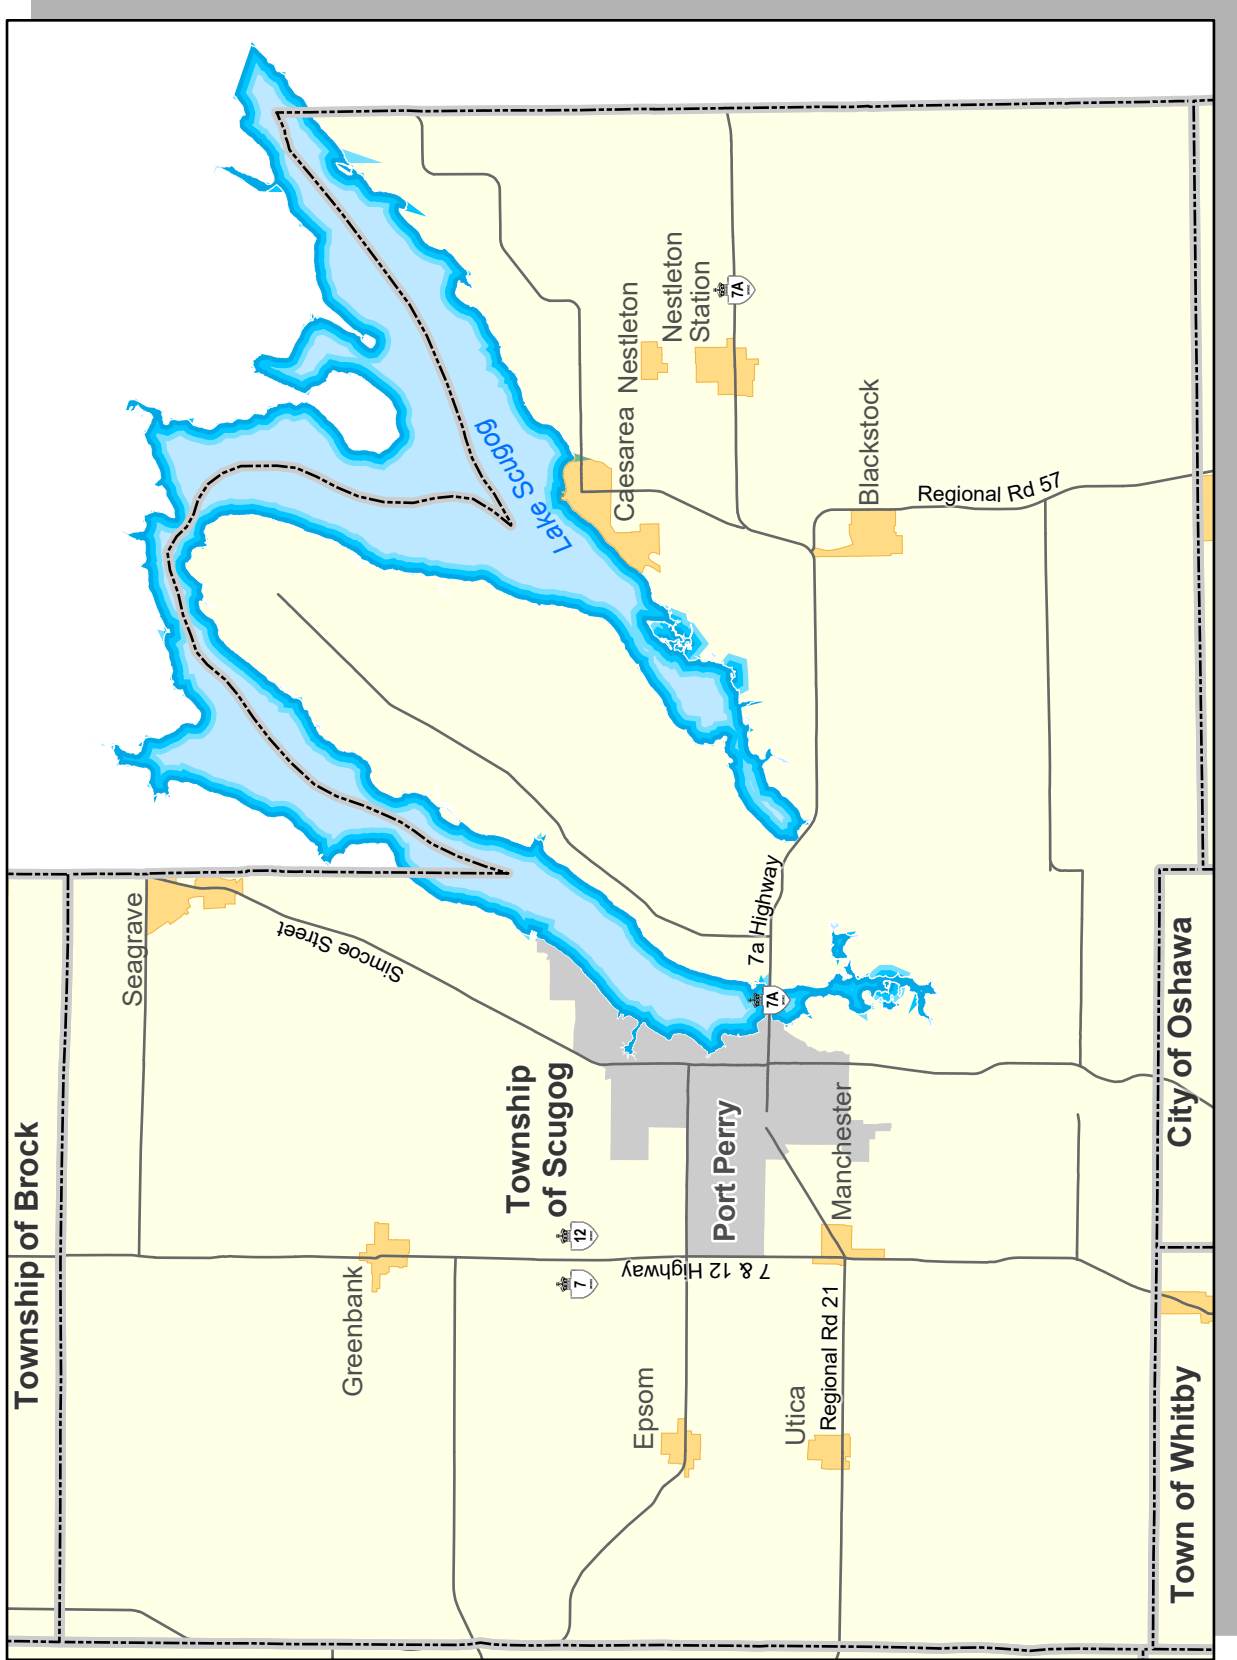 Township of Brock
Seagrave
Simcoe Street
Greenbank
Township
of Scugog
12
7
7 & 12 Highway
Epsom
Port Perry
Manchester
Utica
Regional Rd 21
7A
7a Highway
Lake Scugog
Caesarea
Nestleton
Nestleton
Station
7A
Blackstock
Regional Rd 57
Town of Whitby
City of Oshawa